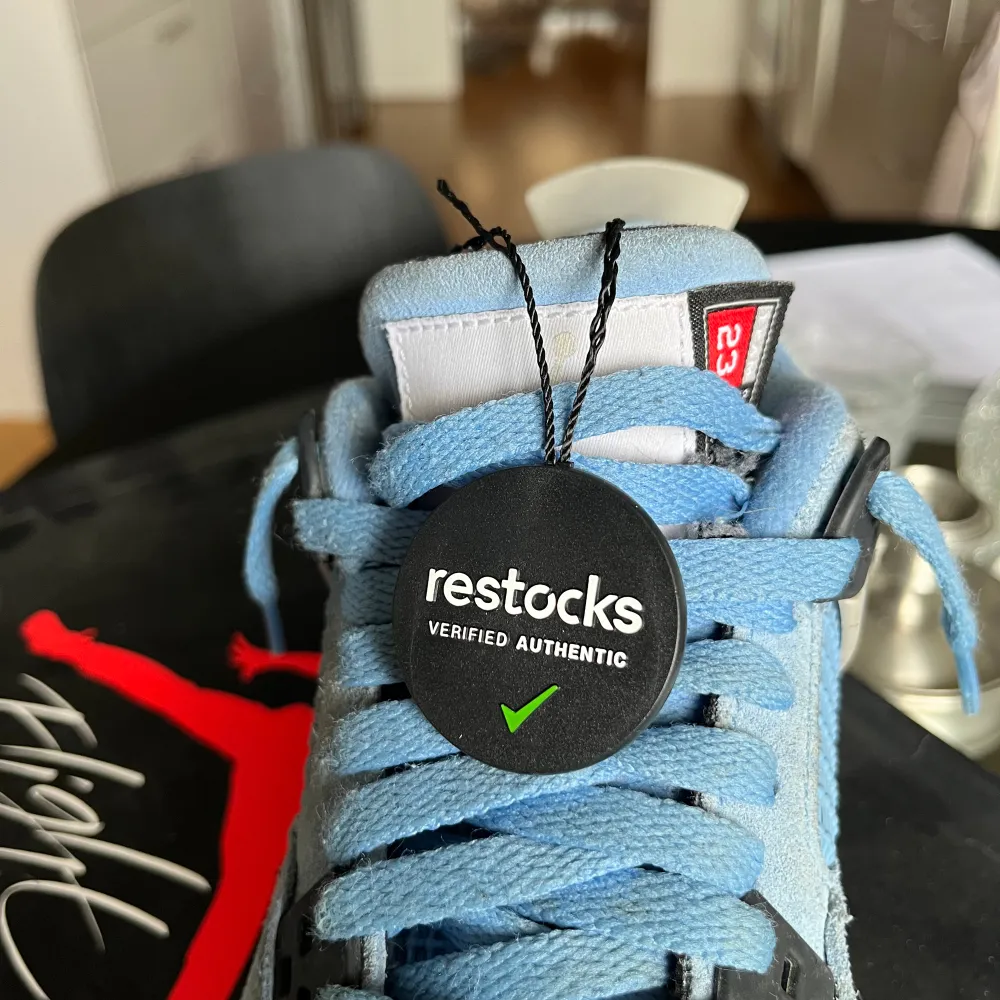 23
restocks
VERIFIED AUTHENTIC
Flight